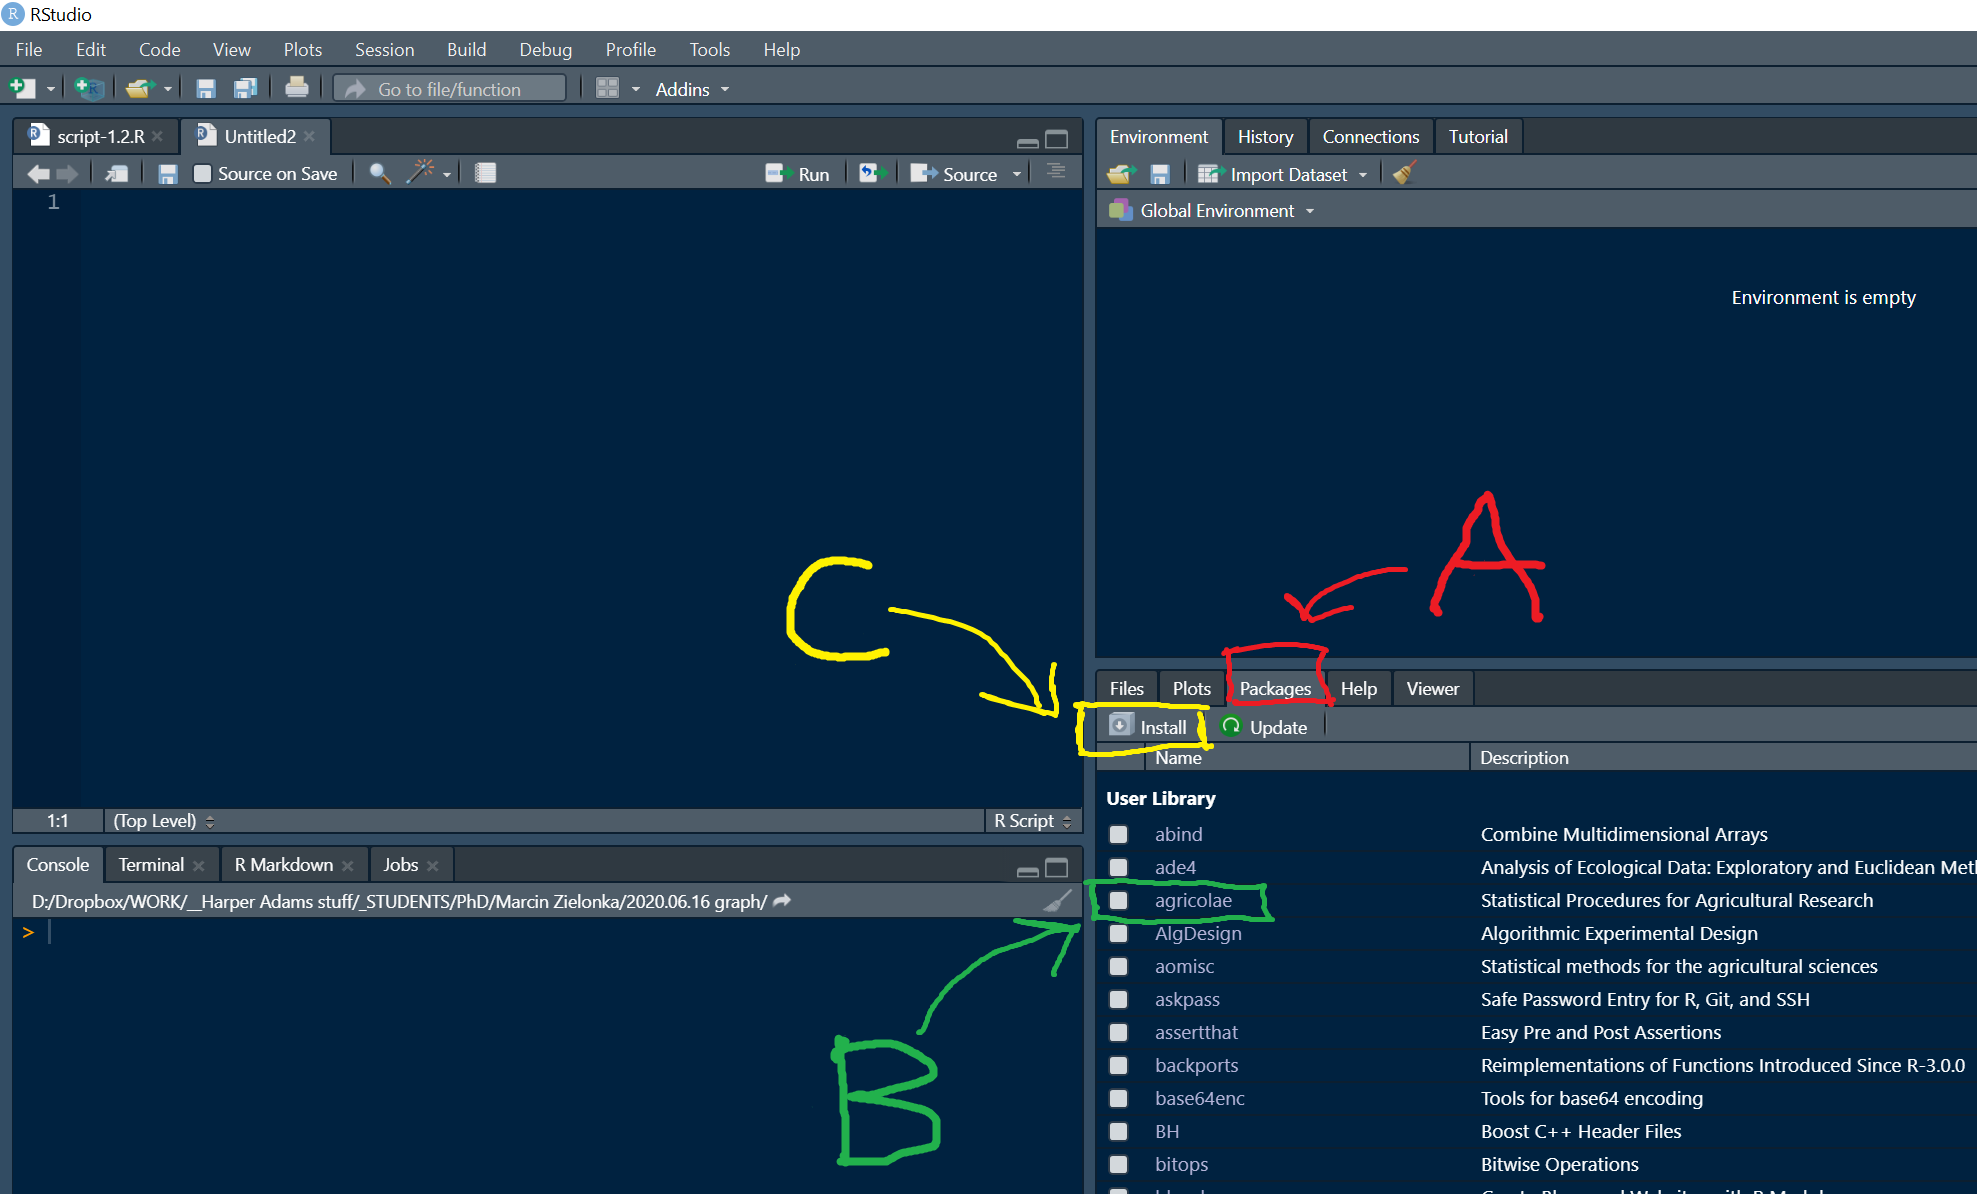 RStudio
File Edit Code View Plots Session Build Debug Profile Tools Help
Go to file/function Addins
script-1.2.R Untitled2
Source on Save Run Source
1
1:1 (Top Level) R Script
Console Terminal R Markdown Jobs
D:/Dropbox/WORK/__Harper Adams stuff/_STUDENTS/PhD/Marcin Zielonka/2020.06.16 graph/
>
Environment History Connections Tutorial
Import Dataset
Global Environment
Environment is empty
A
C
B
Files Plots Packages Help Viewer
Install Update
Name Description
User Library
abind Combine Multidimensional Arrays
ade4 Analysis of Ecological Data: Exploratory and Euclidean Met
agricolae Statistical Procedures for Agricultural Research
AlgDesign Algorithmic Experimental Design
aomisc Statistical methods for the agricultural sciences
askpass Safe Password Entry for R, Git, and SSH
assertthat Easy Pre and Post Assertions
backports Reimplementations of Functions Introduced Since R-3.0.0
base64enc Tools for base64 encoding
BH Boost C++ Header Files
bitops Bitwise Operations